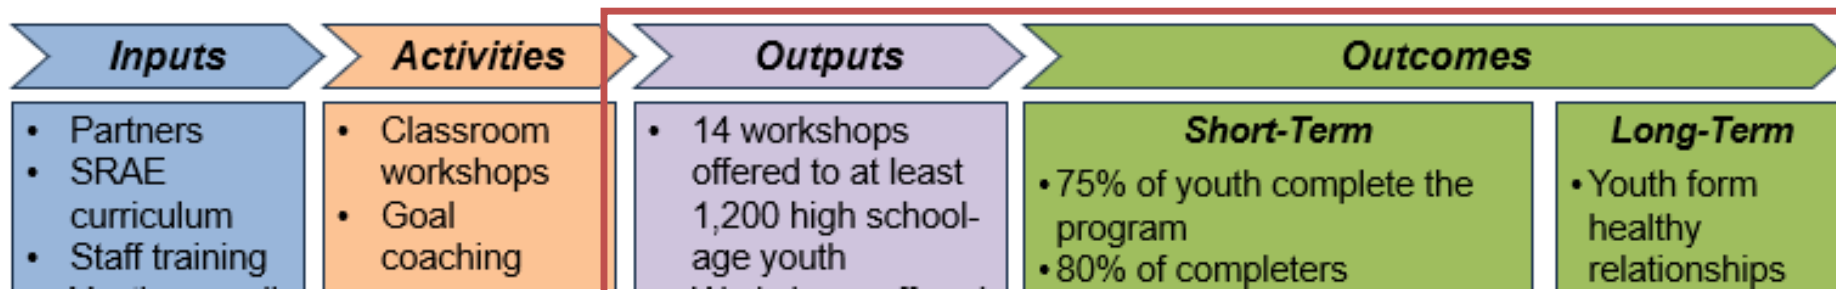 Inputs
Activities
Outputs
Outcomes
• Partners
• SRAE
curriculum
• Staff training
• Classroom
workshops
• Goal
coaching
• 14 workshops
offered to at least
1,200 high school-
age youth
Short-Term
• 75% of youth complete the
program
• 80% of completers
Long-Term
• Youth form
healthy
relationships